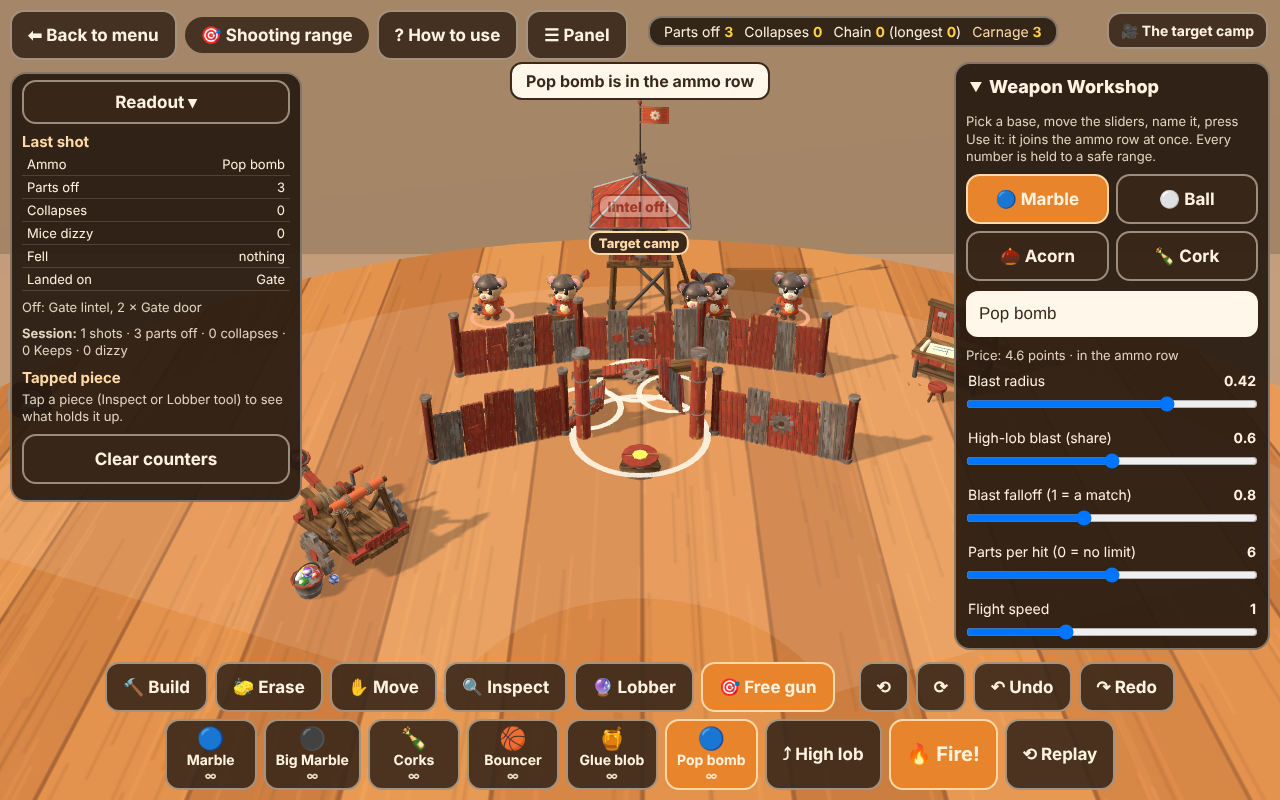 ⬅ Back to menu
🎯 Shooting range
? How to use
☰ Panel
Parts off 3 Collapses 0 Chain 0 (longest 0) Carnage 3
🎥 The target camp
Pop bomb is in the ammo row
Readout ▾
Last shot
Ammo Pop bomb
Parts off 3
Collapses 0
Mice dizzy 0
Fell nothing
Landed on Gate
Off: Gate lintel, 2 × Gate door
Session: 1 shots · 3 parts off · 0 collapses ·
0 Keeps · 0 dizzy
Tapped piece
Tap a piece (Inspect or Lobber tool) to see
what holds it up.
Clear counters
lintel off!
Target camp
▼ Weapon Workshop
Pick a base, move the sliders, name it, press
Use it: it joins the ammo row at once. Every
number is held to a safe range.
🔵 Marble
⚪ Ball
🌰 Acorn
🍾 Cork
Pop bomb
Price: 4.6 points · in the ammo row
Blast radius 0.42
High-lob blast (share) 0.6
Blast falloff (1 = a match) 0.8
Parts per hit (0 = no limit) 6
Flight speed 1
🔨 Build
🧽 Erase
✋ Move
🔍 Inspect
🔮 Lobber
🎯 Free gun
⟲
⟳
↶ Undo
↷ Redo
🔵
Marble
∞
⚫
Big Marble
∞
🍾
Corks
∞
🏀
Bouncer
∞
🍯
Glue blob
∞
🔵
Pop bomb
∞
⤴ High lob
🔥 Fire!
⟲ Replay